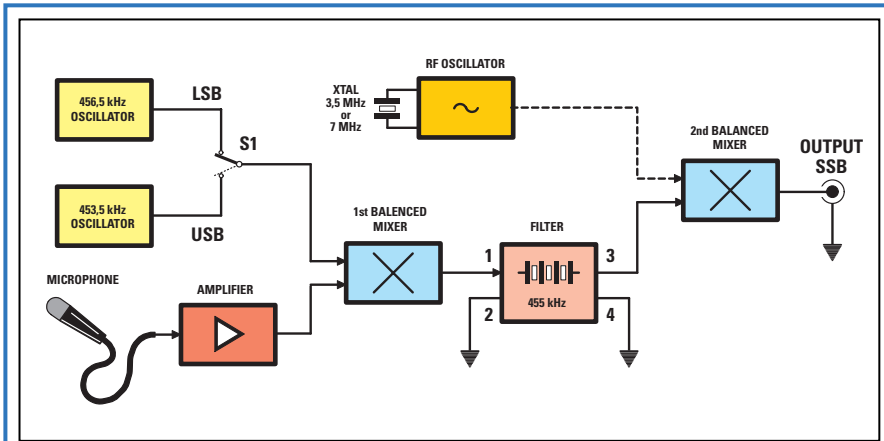 456,5 kHz
OSCILLATOR
LSB
S1
453,5 kHz
OSCILLATOR
USB
RF OSCILLATOR
XTAL
3,5 MHz
or
7 MHz
2nd BALANCED
MIXER
OUTPUT
SSB
1st BALENCED
MIXER
FILTER
1
3
455 kHz
2
4
MICROPHONE
AMPLIFIER